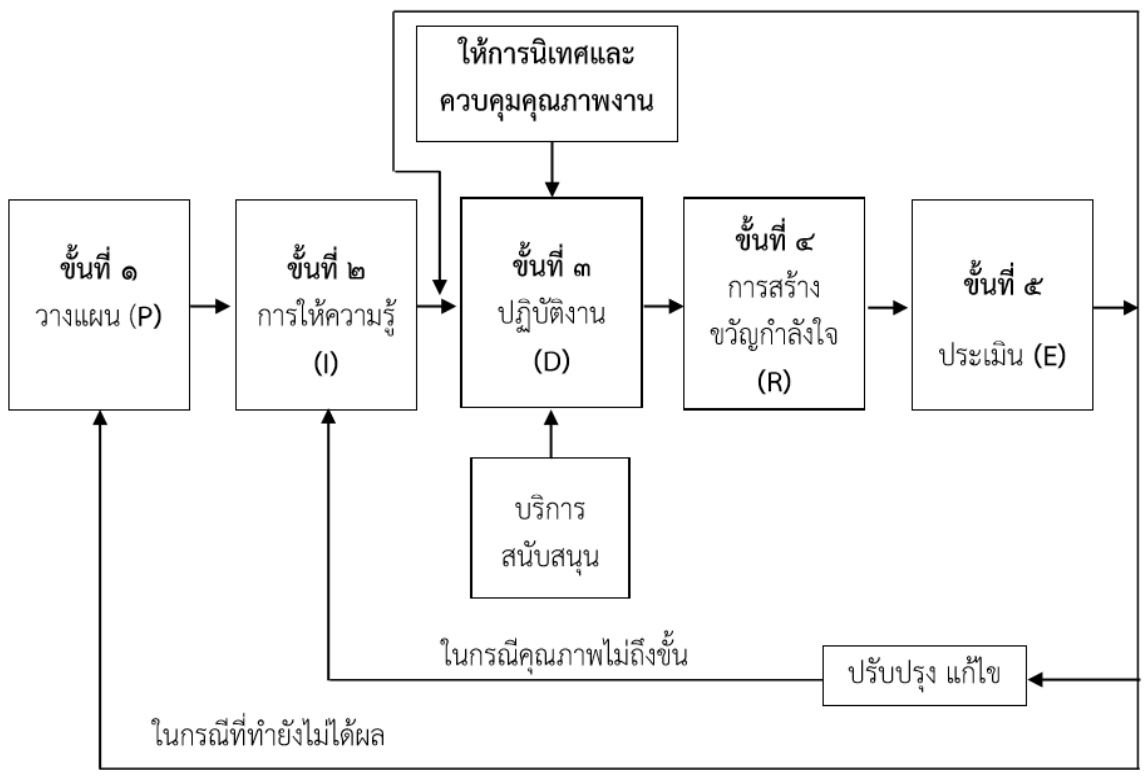 ให้การนิเทศและ
ควบคุมคุณภาพงาน
ขั้นที่ ๑
วางแผน (P)
ขั้นที่ ๒
การให้ความรู้
(I)
ขั้นที่ ๓
ปฏิบัติงาน
(D)
ขั้นที่ ๔
การสร้าง
ขวัญกำลังใจ
(R)
ขั้นที่ ๕
ประเมิน (E)
บริการ
สนับสนุน
ในกรณีคุณภาพไม่ถึงขั้น
ปรับปรุง แก้ไข
ในกรณีที่ทำยังไม่ได้ผล